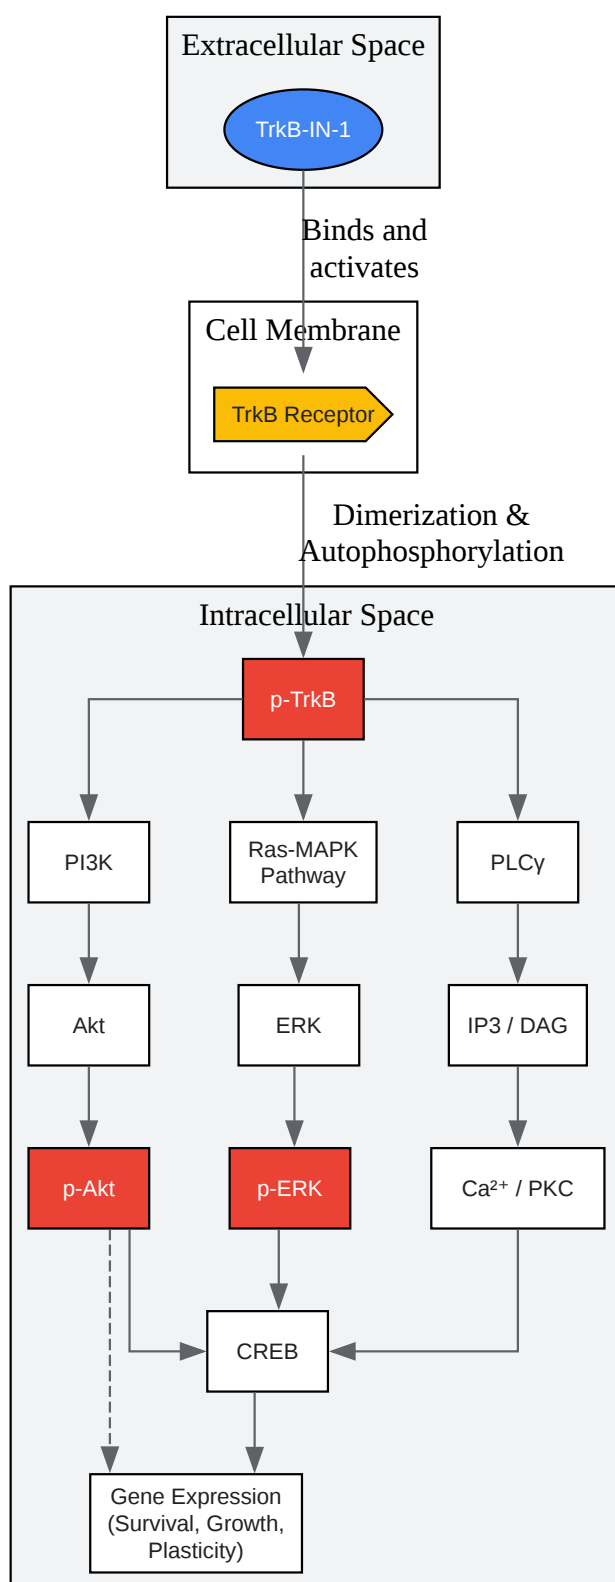 Extracellular Space
TrkB-IN-1
Binds and
activates
Cell Membrane
TrkB Receptor
Dimerization &
Autophosphorylation
Intracellular Space
p-TrkB
PI3K
Ras-MAPK
Pathway
PLCγ
Akt
ERK
IP3 / DAG
p-Akt
p-ERK
Ca²⁺ / PKC
CREB
Gene Expression
(Survival, Growth,
Plasticity)